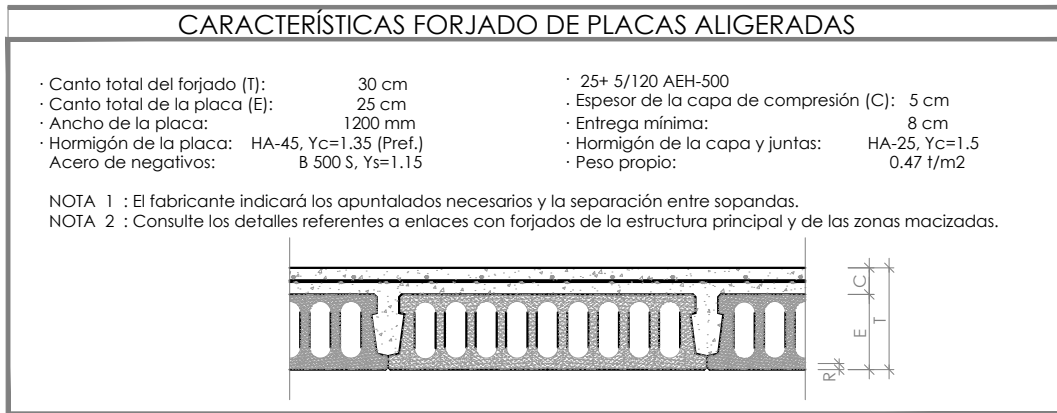 CARACTERÍSTICAS FORJADO DE PLACAS ALIGERADAS
· Canto total del forjado (T): 30 cm
· Canto total de la placa (E): 25 cm
· Ancho de la placa: 1200 mm
· Hormigón de la placa: HA-45, Yc=1.35 (Pref.)
Acero de negativos: B 500 S, Ys=1.15
· 25+ 5/120 AEH-500
. Espesor de la capa de compresión (C): 5 cm
· Entrega mínima: 8 cm
· Hormigón de la capa y juntas: HA-25, Yc=1.5
· Peso propio: 0.47 t/m2
NOTA 1 : El fabricante indicará los apuntalados necesarios y la separación entre sopandas.
NOTA 2 : Consulte los detalles referentes a enlaces con forjados de la estructura principal y de las zonas macizadas.
C
E
T
R